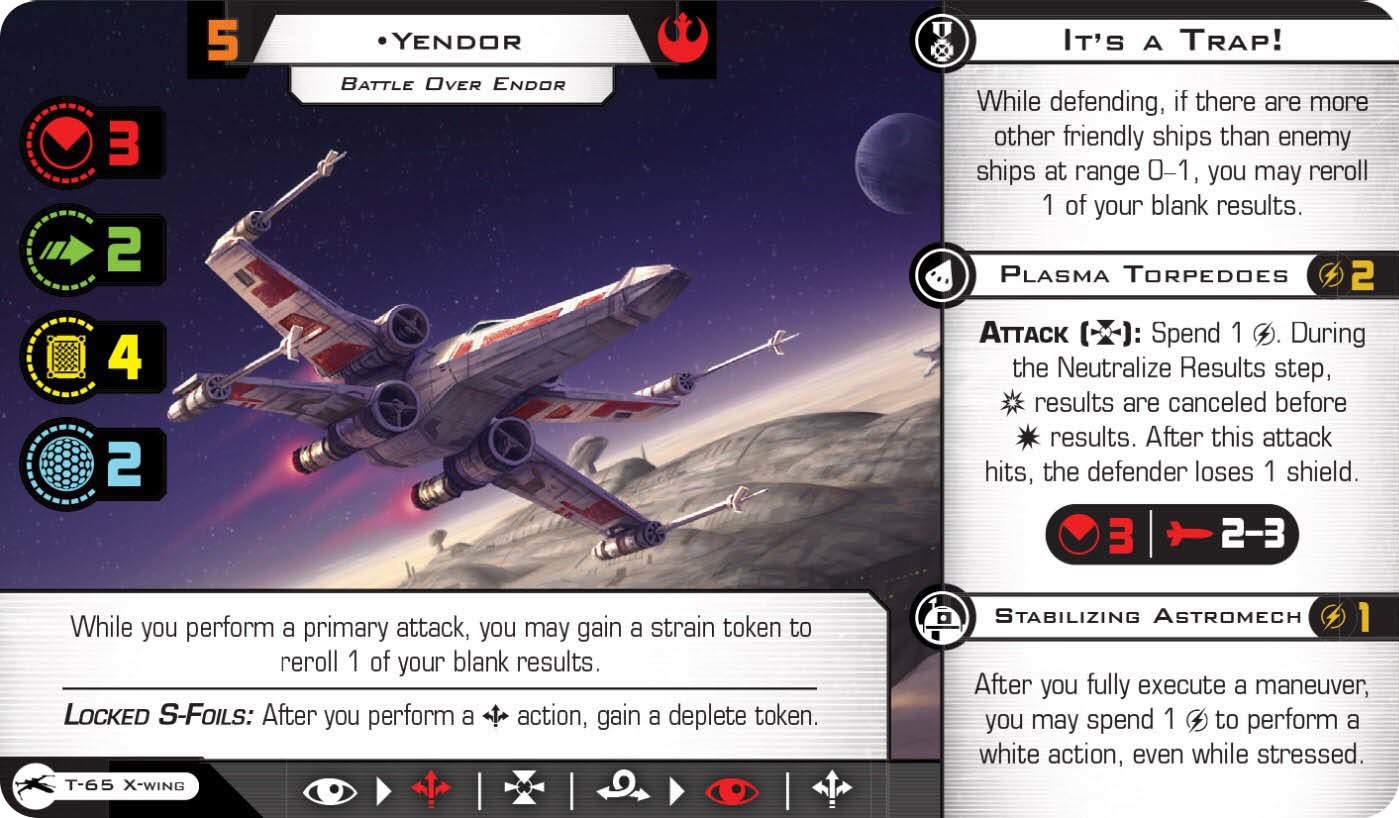 5
•Yendor
Battle Over Endor
3
2
4
2
While you perform a primary attack, you may gain a strain token to
reroll 1 of your blank results.
Locked S-Foils: After you perform a action, gain a deplete token.
T-65 X-wing
It's a Trap!
While defending, if there are more
other friendly ships than enemy
ships at range 0–1, you may reroll
1 of your blank results.
Plasma Torpedoes 2
Attack ( ): Spend 1 . During
the Neutralize Results step,
results are canceled before
results. After this attack
hits, the defender loses 1 shield.
3 2–3
Stabilizing Astromech 1
After you fully execute a maneuver,
you may spend 1 to perform a
white action, even while stressed.